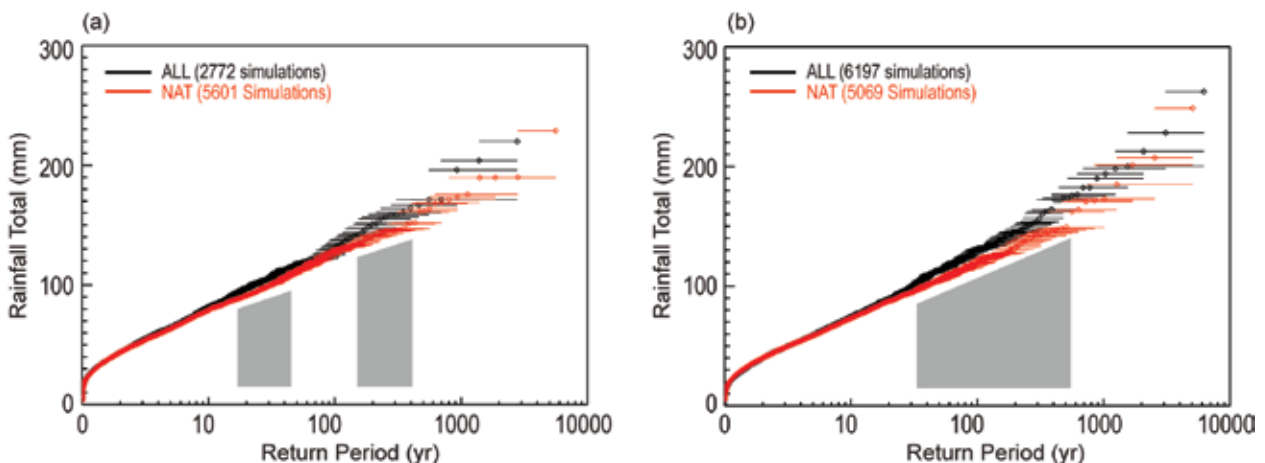 (a)
300
200
100
0
Rainfall Total (mm)
ALL (2772 simulations)
NAT (5601 Simulations)
0 10 100 1000 10000
Return Period (yr)
(b)
300
200
100
0
Rainfall Total (mm)
ALL (6197 simulations)
NAT (5069 Simulations)
0 10 100 1000 10000
Return Period (yr)